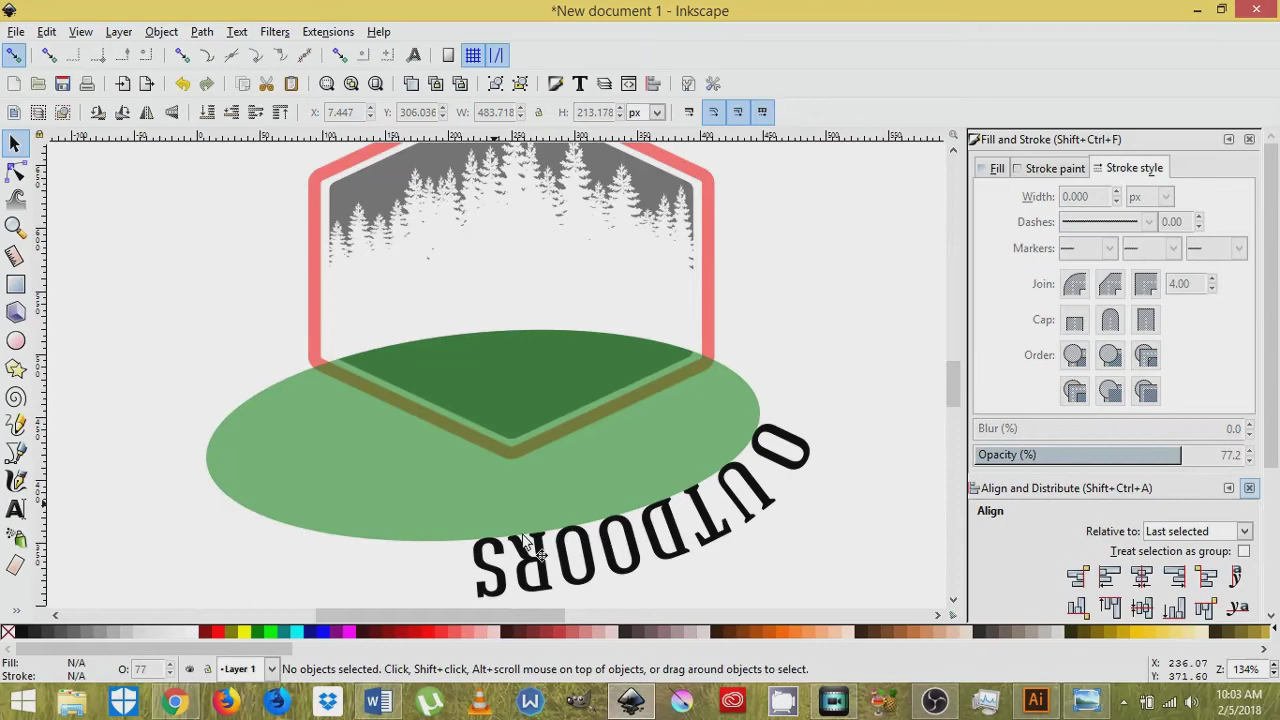 *New document 1 - Inkscape
File Edit View Layer Object Path Text Filters Extensions Help
X: 7.447 Y: 306.036 W: 483.718 H: 213.178 px
Fill and Stroke (Shift+Ctrl+F)
Fill Stroke paint Stroke style
Width: 0.000 px
Dashes: 0.00
Markers:
Join: 4.00
Cap:
Order:
Blur (%) 0.0
Opacity (%) 77.2
Align and Distribute (Shift+Ctrl+A)
Align
Relative to: Last selected
Treat selection as group:
OUTDOORS
Fill: N/A
Stroke: N/A
O: 77
Layer 1
No objects selected. Click, Shift+click, Alt+scroll mouse on top of objects, or drag around objects to select.
X: 236.07
Y: 371.60
Z: 134%
10:03 AM
2/5/2018